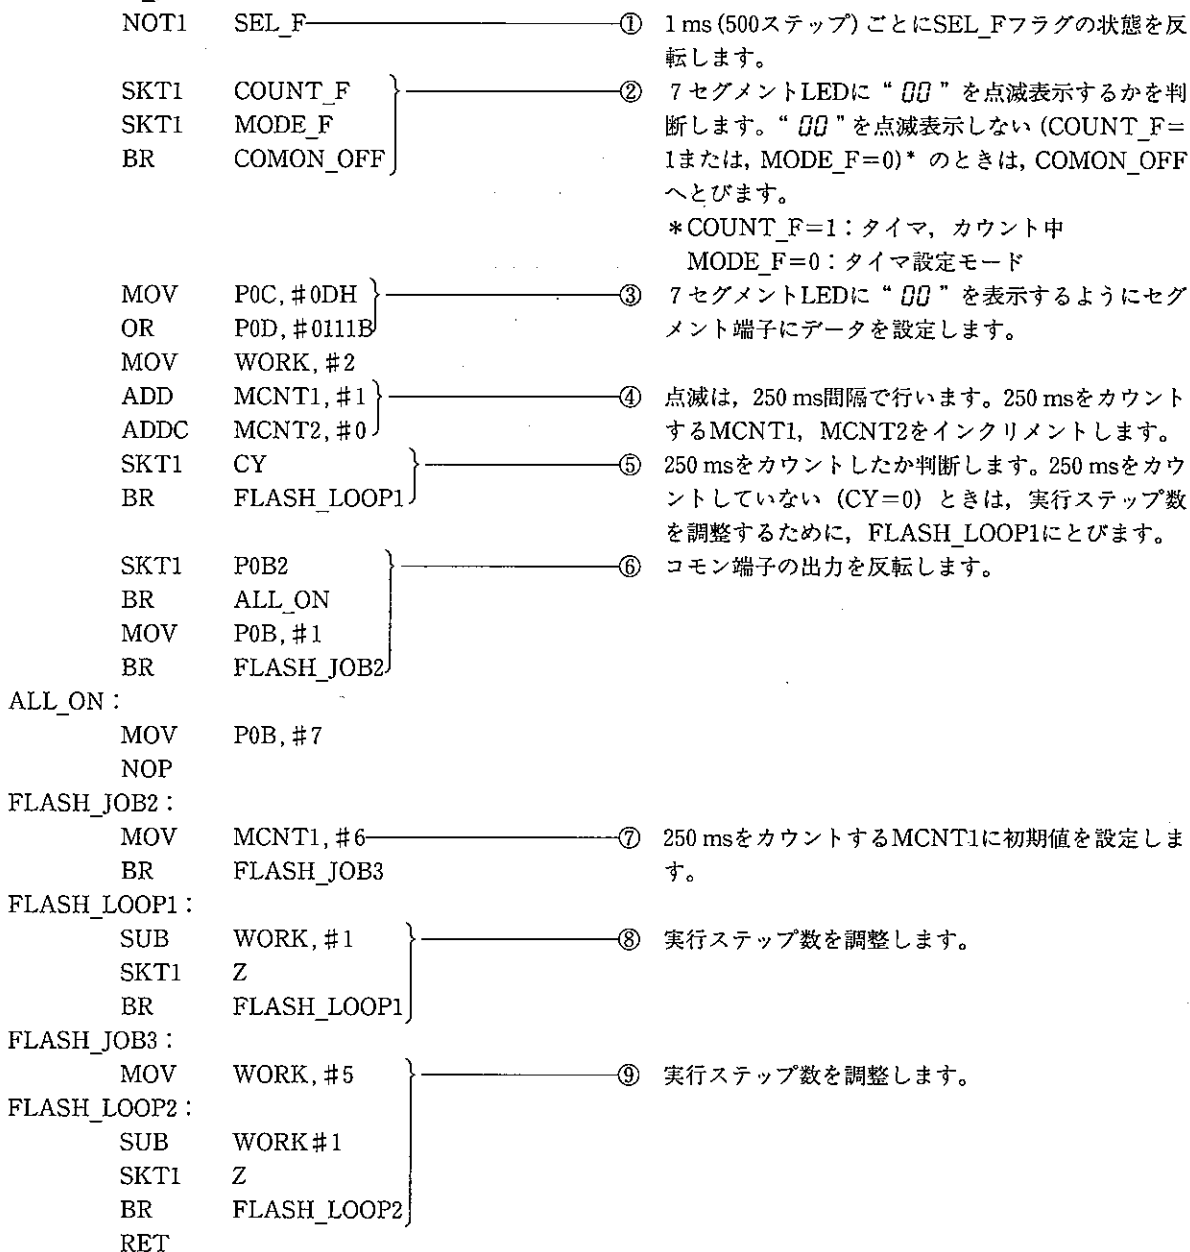 NOT1 SEL_F ① 1 ms (500ステップ) ごとにSEL_Fフラグの状態を反
転します。
SKT1 COUNT_F ② 7セグメントLEDに “ 00 ” を点滅表示するかを判
SKT1 MODE_F 断します。“ 00 ”を点滅表示しない (COUNT_F=
BR COMON_OFF 1または, MODE_F=0)* のときは, COMON_OFF
へとびます。
*COUNT_F=1：タイマ，カウント中
MODE_F=0：タイマ設定モード
MOV P0C, #0DH ③ 7セグメントLEDに “ 00 ” を表示するようにセグ
OR P0D, #0111B メント端子にデータを設定します。
MOV WORK, #2
ADD MCNT1, #1 ④ 点滅は，250 ms間隔で行います。250 msをカウント
ADDC MCNT2, #0 するMCNT1，MCNT2をインクリメントします。
SKT1 CY ⑤ 250 msをカウントしたか判断します。250 msをカウ
BR FLASH_LOOP1 ントしていない (CY=0) ときは，実行ステップ数
を調整するために，FLASH_LOOP1にとびます。
SKT1 P0B2 ⑥ コモン端子の出力を反転します。
BR ALL_ON
MOV P0B, #1
BR FLASH_JOB2
ALL_ON：
MOV P0B, #7
NOP
FLASH_JOB2：
MOV MCNT1, #6 ⑦ 250 msをカウントするMCNT1に初期値を設定しま
BR FLASH_JOB3 す。
FLASH_LOOP1：
SUB WORK, #1 ⑧ 実行ステップ数を調整します。
SKT1 Z
BR FLASH_LOOP1
FLASH_JOB3：
MOV WORK, #5 ⑨ 実行ステップ数を調整します。
FLASH_LOOP2：
SUB WORK#1
SKT1 Z
BR FLASH_LOOP2
RET